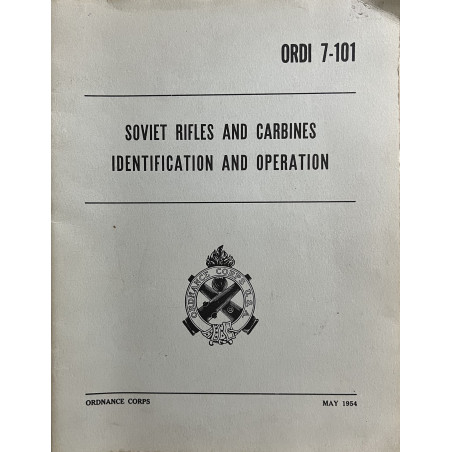 ORDI 7-101
SOVIET RIFLES AND CARBINES
IDENTIFICATION AND OPERATION
ORDNANCE CORPS U.S.A.
ORDNANCE CORPS
MAY 1954